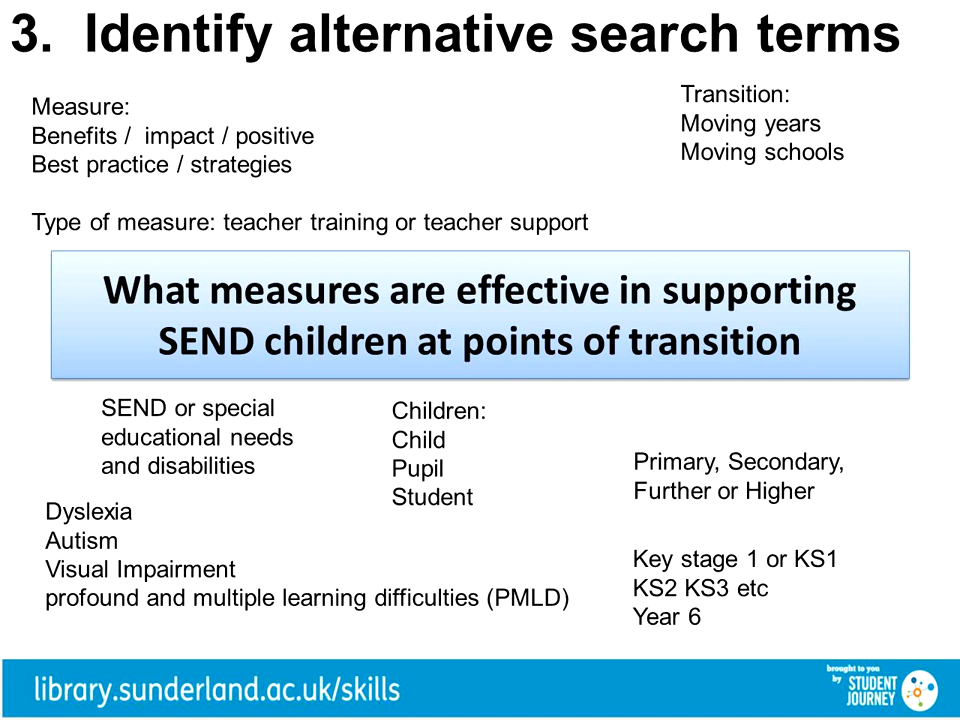 3. Identify alternative search terms
Measure:
Benefits / impact / positive
Best practice / strategies
Type of measure: teacher training or teacher support
Transition:
Moving years
Moving schools
What measures are effective in supporting
SEND children at points of transition
SEND or special
educational needs
and disabilities
Dyslexia
Autism
Visual Impairment
profound and multiple learning difficulties (PMLD)
Children:
Child
Pupil
Student
Primary, Secondary,
Further or Higher
Key stage 1 or KS1
KS2 KS3 etc
Year 6
library.sunderland.ac.uk/skills
brought to you
by
STUDENT
JOURNEY